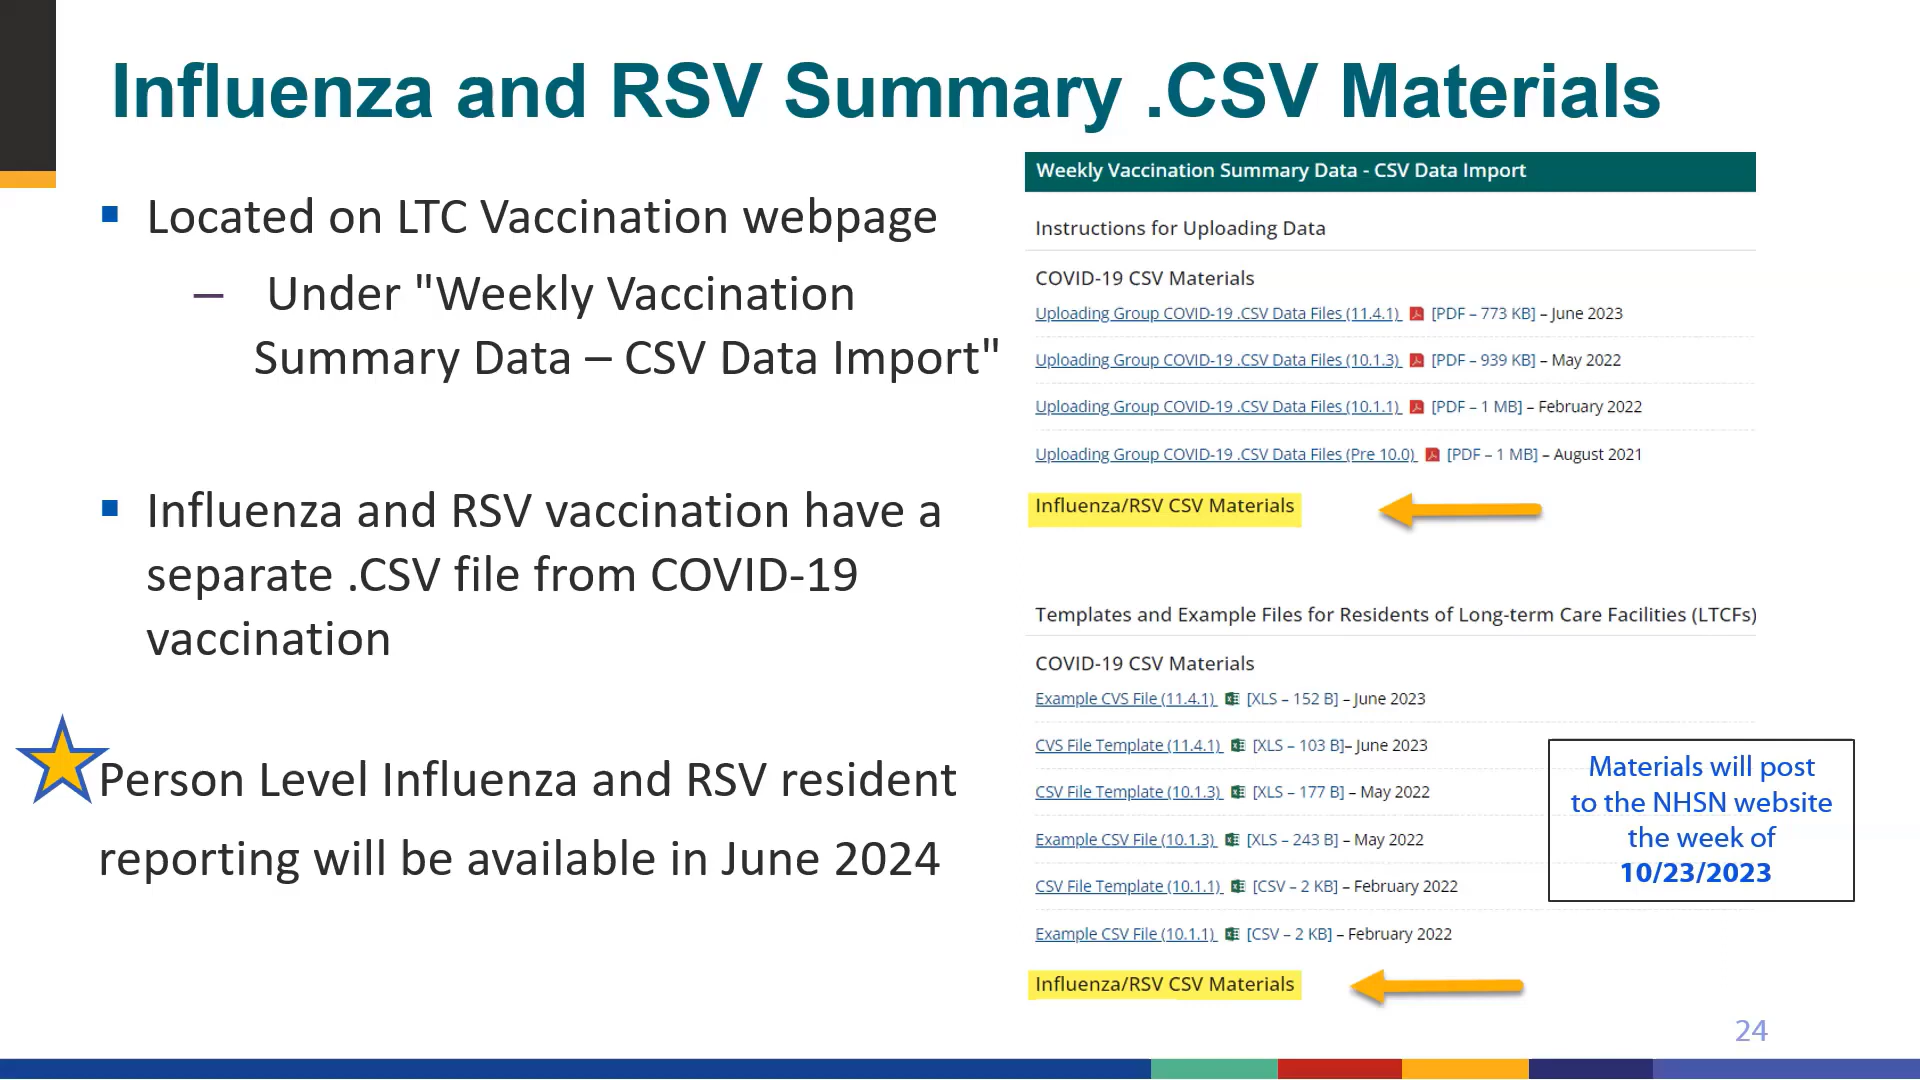 Influenza and RSV Summary .CSV Materials
Located on LTC Vaccination webpage
– Under "Weekly Vaccination
Summary Data – CSV Data Import"
Influenza and RSV vaccination have a
separate .CSV file from COVID-19
vaccination
Person Level Influenza and RSV resident
reporting will be available in June 2024
Weekly Vaccination Summary Data - CSV Data Import
Instructions for Uploading Data
COVID-19 CSV Materials
Uploading Group COVID-19 .CSV Data Files (11.4.1) [PDF – 773 KB] – June 2023
Uploading Group COVID-19 .CSV Data Files (10.1.3) [PDF – 939 KB] – May 2022
Uploading Group COVID-19 .CSV Data Files (10.1.1) [PDF – 1 MB] – February 2022
Uploading Group COVID-19 .CSV Data Files (Pre 10.0) [PDF – 1 MB] – August 2021
Influenza/RSV CSV Materials
Templates and Example Files for Residents of Long-term Care Facilities (LTCFs)
COVID-19 CSV Materials
Example CVS File (11.4.1) [XLS – 152 B] – June 2023
CVS File Template (11.4.1) [XLS – 103 B]– June 2023
CSV File Template (10.1.3) [XLS – 177 B] – May 2022
Example CSV File (10.1.3) [XLS – 243 B] – May 2022
CSV File Template (10.1.1) [CSV – 2 KB] – February 2022
Example CSV File (10.1.1) [CSV – 2 KB] – February 2022
Influenza/RSV CSV Materials
Materials will post
to the NHSN website
the week of
10/23/2023
24